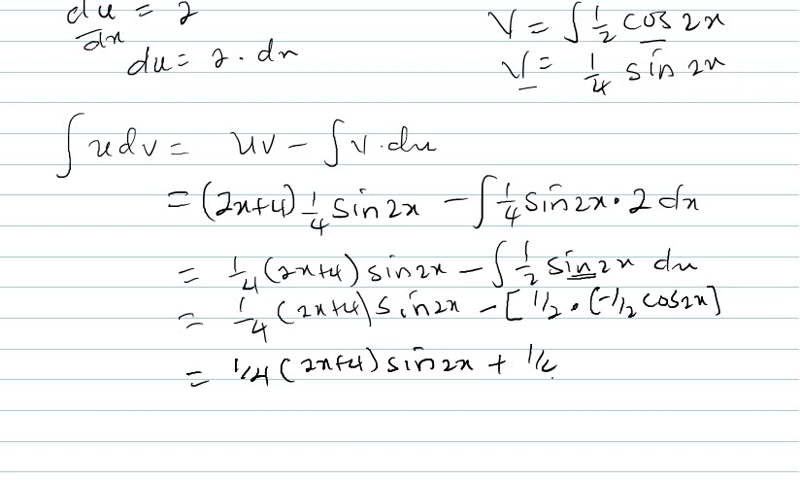 du/dx = 2
V = ∫ 1/2 cos 2x
du = 2 · dx
V = 1/4 sin 2x
∫ u dv = uv - ∫ v · du
= (2x+4) 1/4 sin 2x - ∫ 1/4 sin 2x · 2 dx
= 1/4 (2x+4) sin 2x - ∫ 1/2 sin 2x dx
= 1/4 (2x+4) sin 2x - [ 1/2 · (-1/2 cos 2x ]
= 1/4 (2x+4) sin 2x +